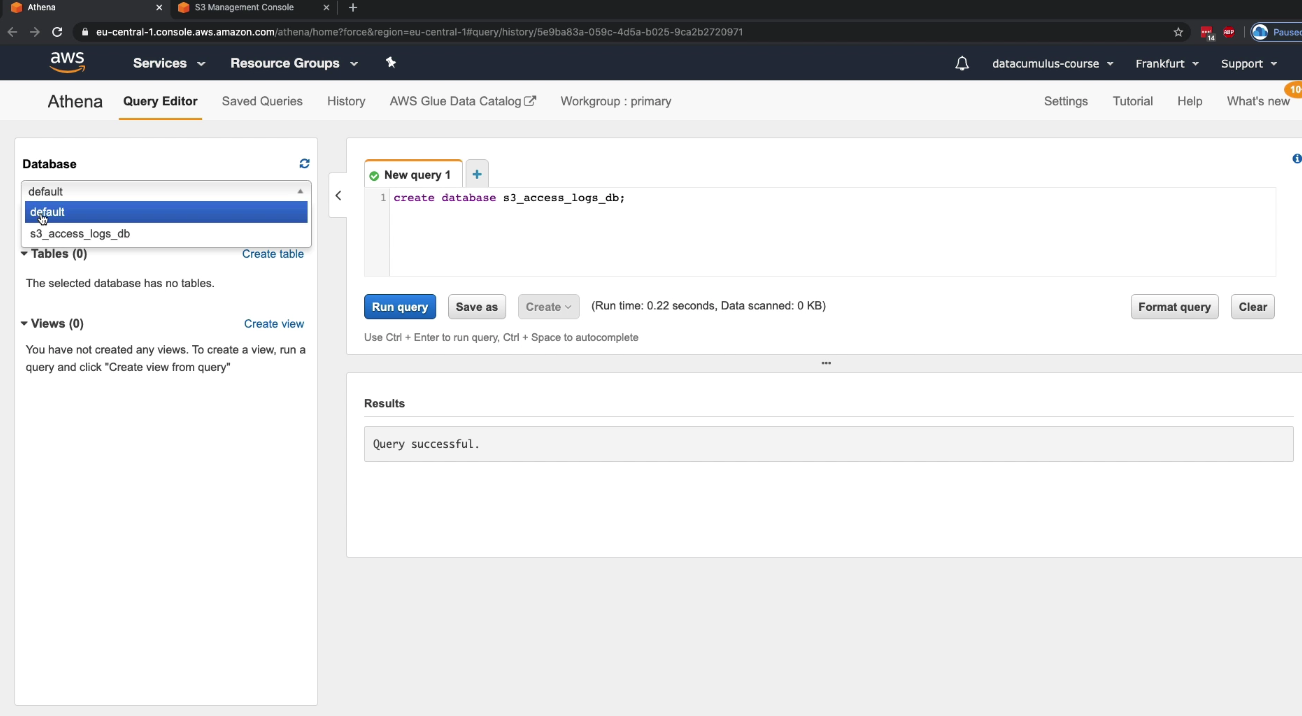 Athena × S3 Management Console × +
eu-central-1.console.aws.amazon.com/athena/home?force&region=eu-central-1#query/history/5e9ba83a-059c-4d5a-b025-9ca2b2720971
14 ABP Paused
aws Services Resource Groups datacumulus-course Frankfurt Support
10
Athena Query Editor Saved Queries History AWS Glue Data Catalog Workgroup : primary Settings Tutorial Help What's new
Database
default
default
s3_access_logs_db
Tables (0) Create table
The selected database has no tables.
Views (0) Create view
You have not created any views. To create a view, run a
query and click "Create view from query"
New query 1 +
1 create database s3_access_logs_db;
Run query Save as Create (Run time: 0.22 seconds, Data scanned: 0 KB) Format query Clear
Use Ctrl + Enter to run query, Ctrl + Space to autocomplete
Results
Query successful.